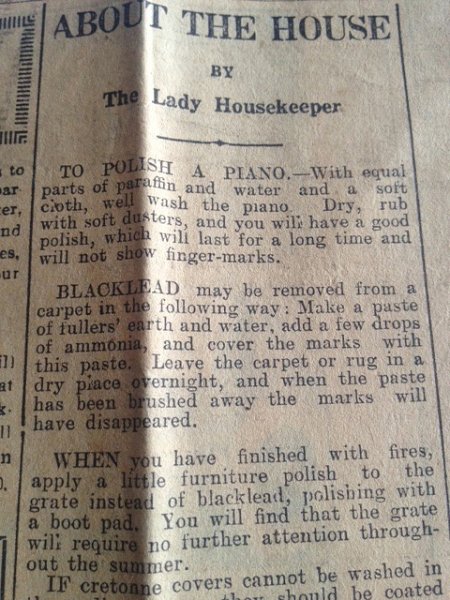 ABOUT THE HOUSE
BY
The Lady Housekeeper
TO POLISH A PIANO.—With equal
parts of paraffin and water and a soft
cloth, well wash the piano. Dry, rub
with soft dusters, and you will have a good
polish, which will last for a long time and
will not show finger-marks.
BLACKLEAD may be removed from a
carpet in the following way: Make a paste
of fullers' earth and water, add a few drops
of ammonia, and cover the marks with
this paste. Leave the carpet or rug in a
dry place overnight, and when the paste
has been brushed away the marks will
have disappeared.
WHEN you have finished with fires,
apply a little furniture polish to the
grate instead of blacklead, polishing with
a boot pad. You will find that the grate
will require no further attention through-
out the summer.
IF cretonne covers cannot be washed in
they should be coated